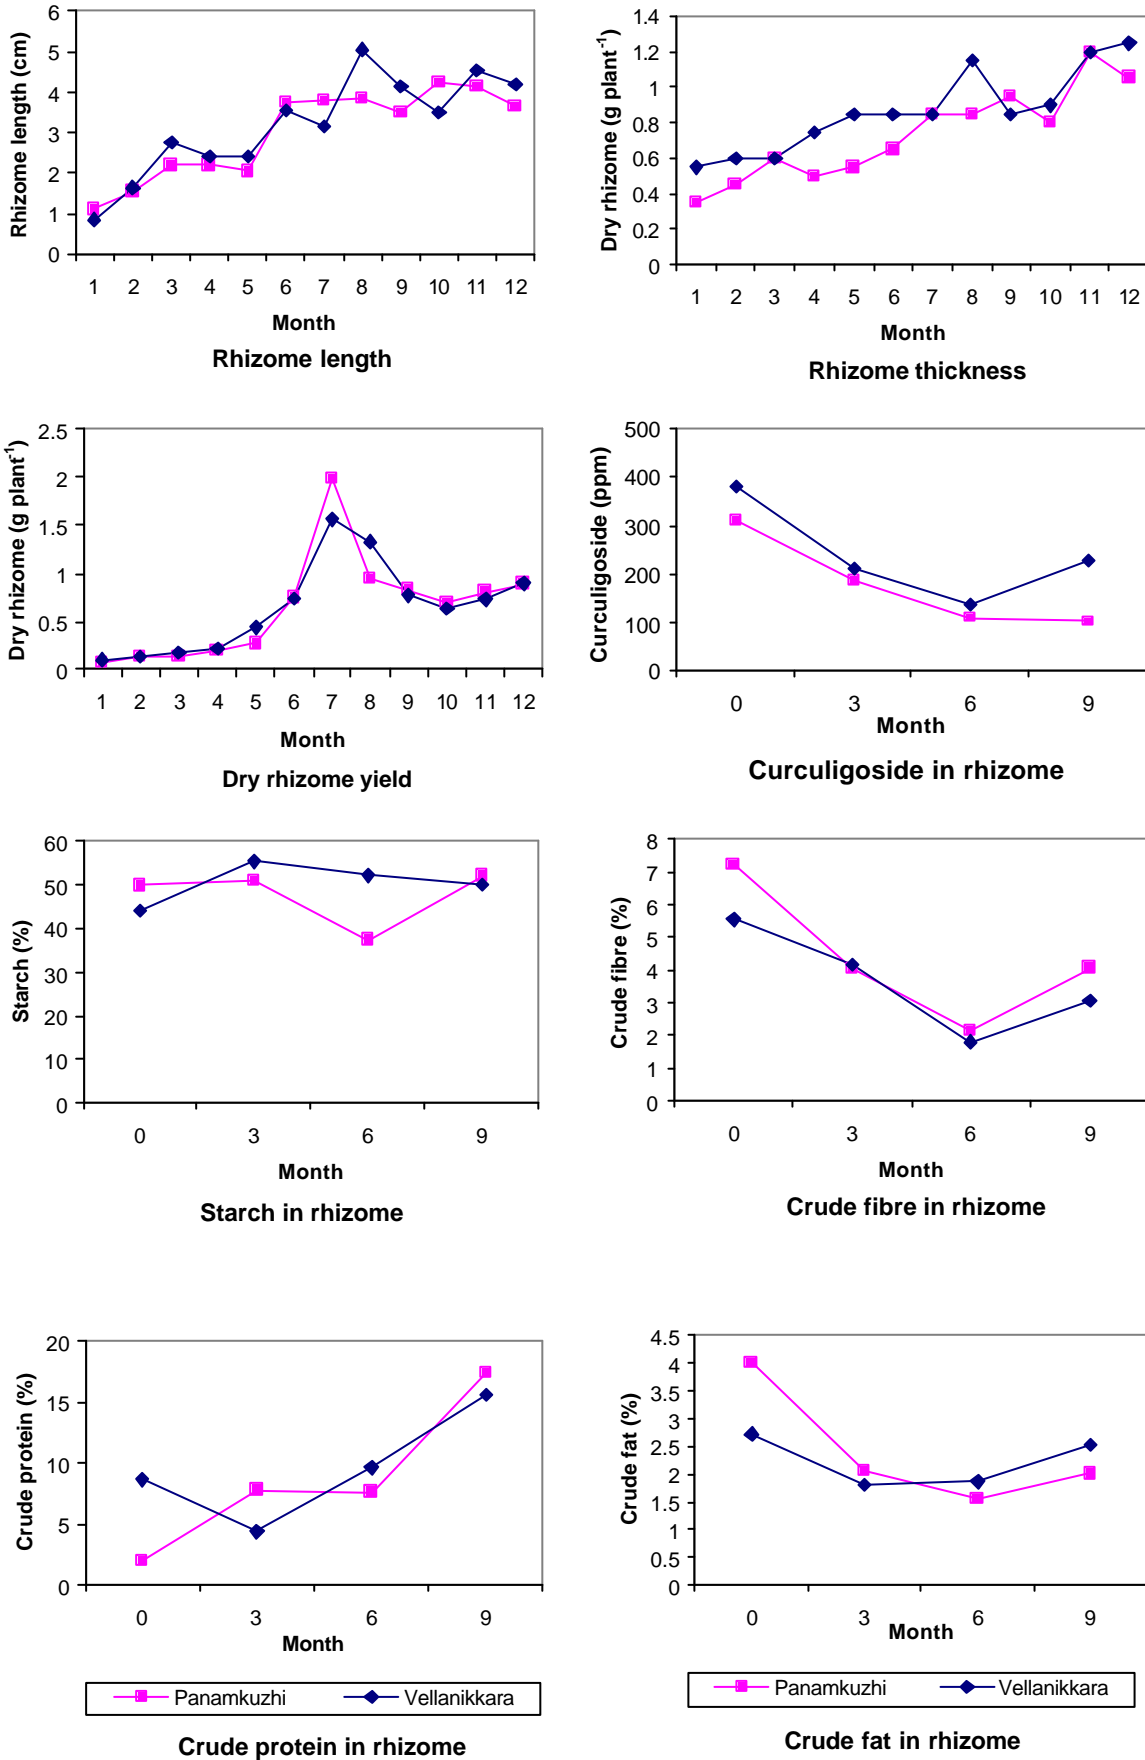 Rhizome length (cm)
6
5
4
3
2
1
0
1 2 3 4 5 6 7 8 9 10 11 12
Month
Rhizome length
Dry rhizome (g plant-1)
1.4
1.2
1
0.8
0.6
0.4
0.2
0
1 2 3 4 5 6 7 8 9 10 11 12
Month
Rhizome thickness
Dry rhizome (g plant-1)
2.5
2
1.5
1
0.5
0
1 2 3 4 5 6 7 8 9 10 11 12
Month
Dry rhizome yield
Curculigoside (ppm)
500
400
300
200
100
0
0 3 6 9
Month
Curculigoside in rhizome
Starch (%)
60
50
40
30
20
10
0
0 3 6 9
Month
Starch in rhizome
Crude fibre (%)
8
7
6
5
4
3
2
1
0
0 3 6 9
Month
Crude fibre in rhizome
Crude protein (%)
20
15
10
5
0
0 3 6 9
Month
Panamkuzhi Vellanikkara
Crude protein in rhizome
Crude fat (%)
4.5
4
3.5
3
2.5
2
1.5
1
0.5
0
0 3 6 9
Month
Panamkuzhi Vellanikkara
Crude fat in rhizome